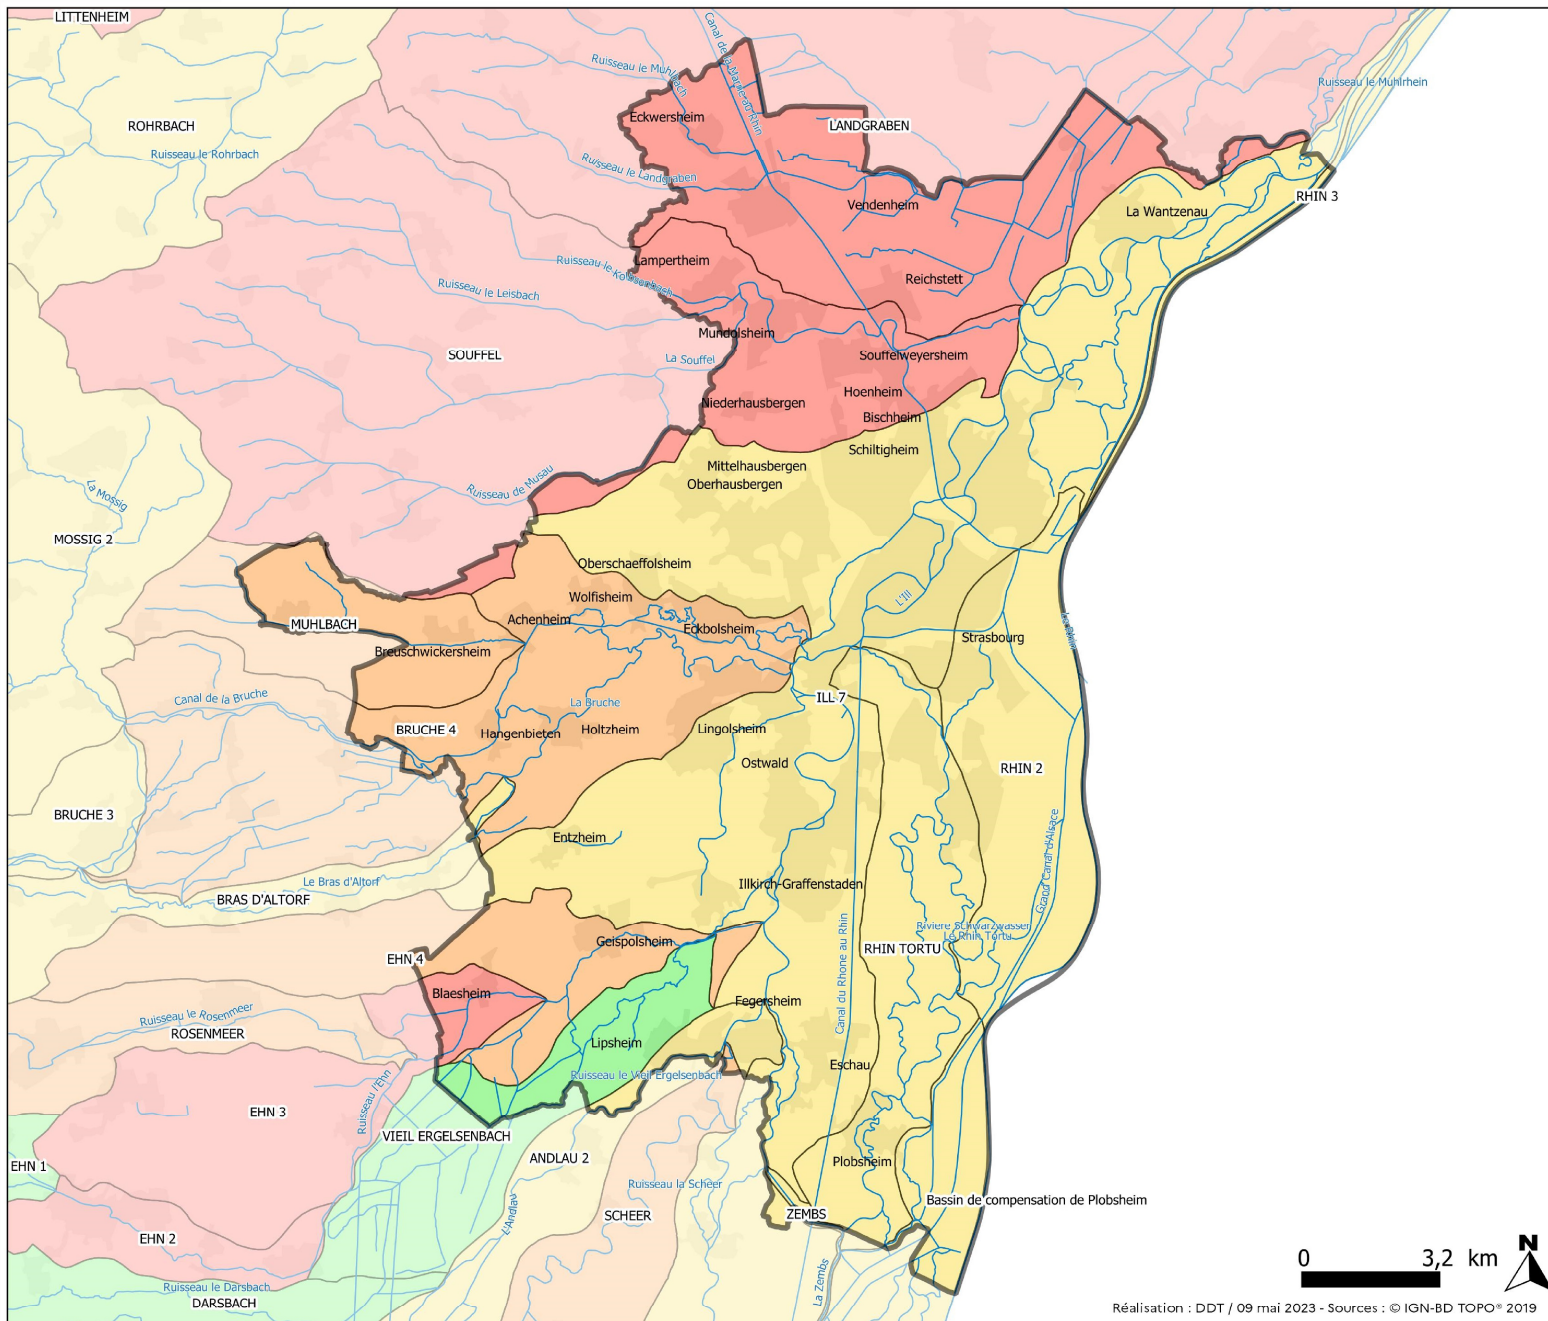 LITTENHEIM
Canal de la Marne au Rhin
Ruisseau le Muhlbach
Ruisseau le Muhlrhein
Eckwersheim
ROHRBACH
LANDGRABEN
Ruisseau le Rohrbach
Ruisseau le Landgraben
RHIN 3
Vendenheim
La Wantzenau
Lampertheim
Ruisseau le Kolbsenbach
Reichstett
Ruisseau le Leisbach
Mundolsheim
SOUFFEL
La Souffel
Souffelweyersheim
Hoenheim
Niederhausbergen
Bischheim
Schiltigheim
Mittelhausbergen
Oberhausbergen
Ruisseau de Musau
La Mossig
MOSSIG 2
Oberschaeffolsheim
Wolfisheim
L'Ill
Achenheim
MUHLBACH
Eckbolsheim
Strasbourg
Le Rhin
Breuschwickersheim
Canal de la Bruche
La Bruche
ILL 7
BRUCHE 4
Hangenbieten
Holtzheim
Lingolsheim
Ostwald
RHIN 2
BRUCHE 3
Entzheim
Grand Canal d'Alsace
Le Bras d'Altorf
Illkirch-Graffenstaden
BRAS D'ALTORF
Rivière Schwarzwasser
Le Rhin Tortu
Geispolsheim
RHIN TORTU
EHN 4
Canal du Rhone au Rhin
Blaesheim
Fegersheim
Ruisseau le Rosenmeer
ROSENMEER
Lipsheim
Eschau
Ruisseau le Vieil Ergelsenbach
Ruisseau l'Ehn
EHN 3
VIEIL ERGELSENBACH
EHN 1
ANDLAU 2
Plobsheim
Ruisseau la Scheer
L'Andlau
Bassin de compensation de Plobsheim
SCHEER
ZEMBS
EHN 2
La Zembs
Ruisseau le Darsbach
DARSBACH
N
0 3,2 km
Réalisation : DDT / 09 mai 2023 - Sources : © IGN-BD TOPO® 2019